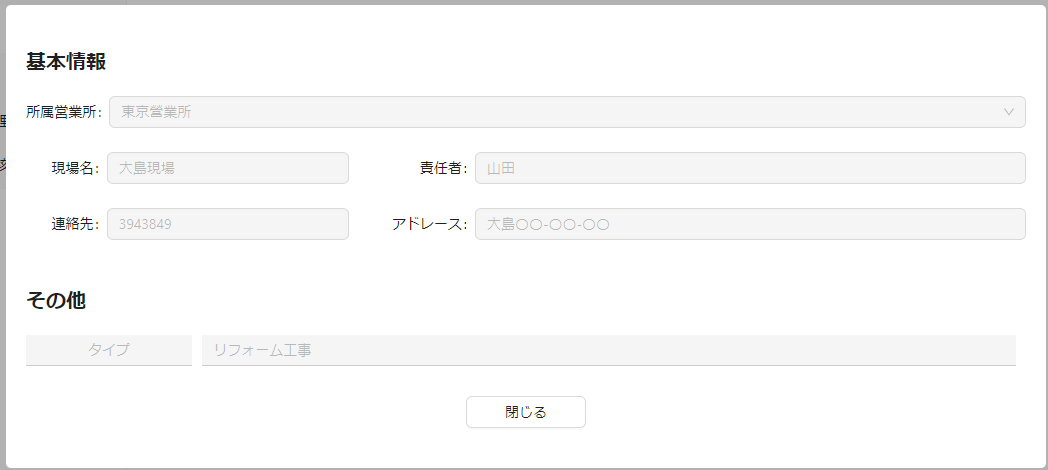 基本情報
所属営業所: 東京営業所
現場名: 大島現場 責任者: 山田
連絡先: 3943849 アドレース: 大島〇〇-〇〇-〇〇
その他
タイプ リフォーム工事
閉じる